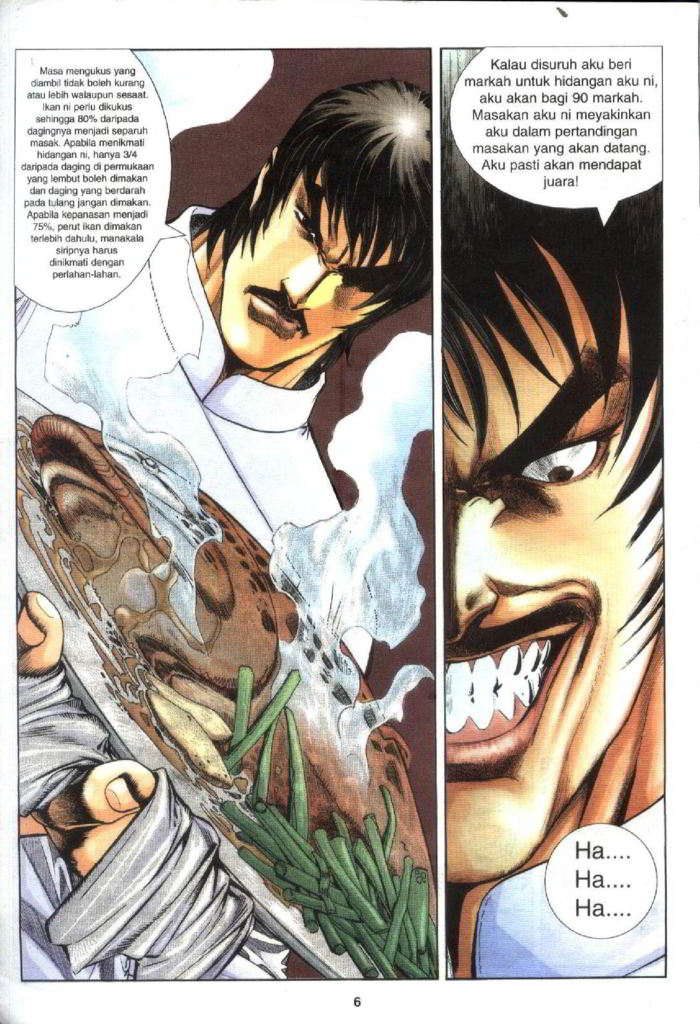 Masa mengukus yang
diambil tidak boleh kurang
atau lebih walaupun sesaat.
Ikan ni perlu dikukus
sehingga 80% daripada
dagingnya menjadi separuh
masak. Apabila menikmati
hidangan ni, hanya 3/4
daripada daging di permukaan
yang lembut boleh dimakan
dan daging yang berdarah
pada tulang jangan dimakan.
Apabila kepanasan menjadi
75%, perut ikan dimakan
terlebih dahulu, manakala
siripnya harus
dinikmati dengan
perlahan-lahan.
Kalau disuruh aku beri
markah untuk hidangan aku ni,
aku akan bagi 90 markah.
Masakan aku ni meyakinkan
aku dalam pertandingan
masakan yang akan datang.
Aku pasti akan mendapat
juara!
Ha....
Ha....
Ha....
6